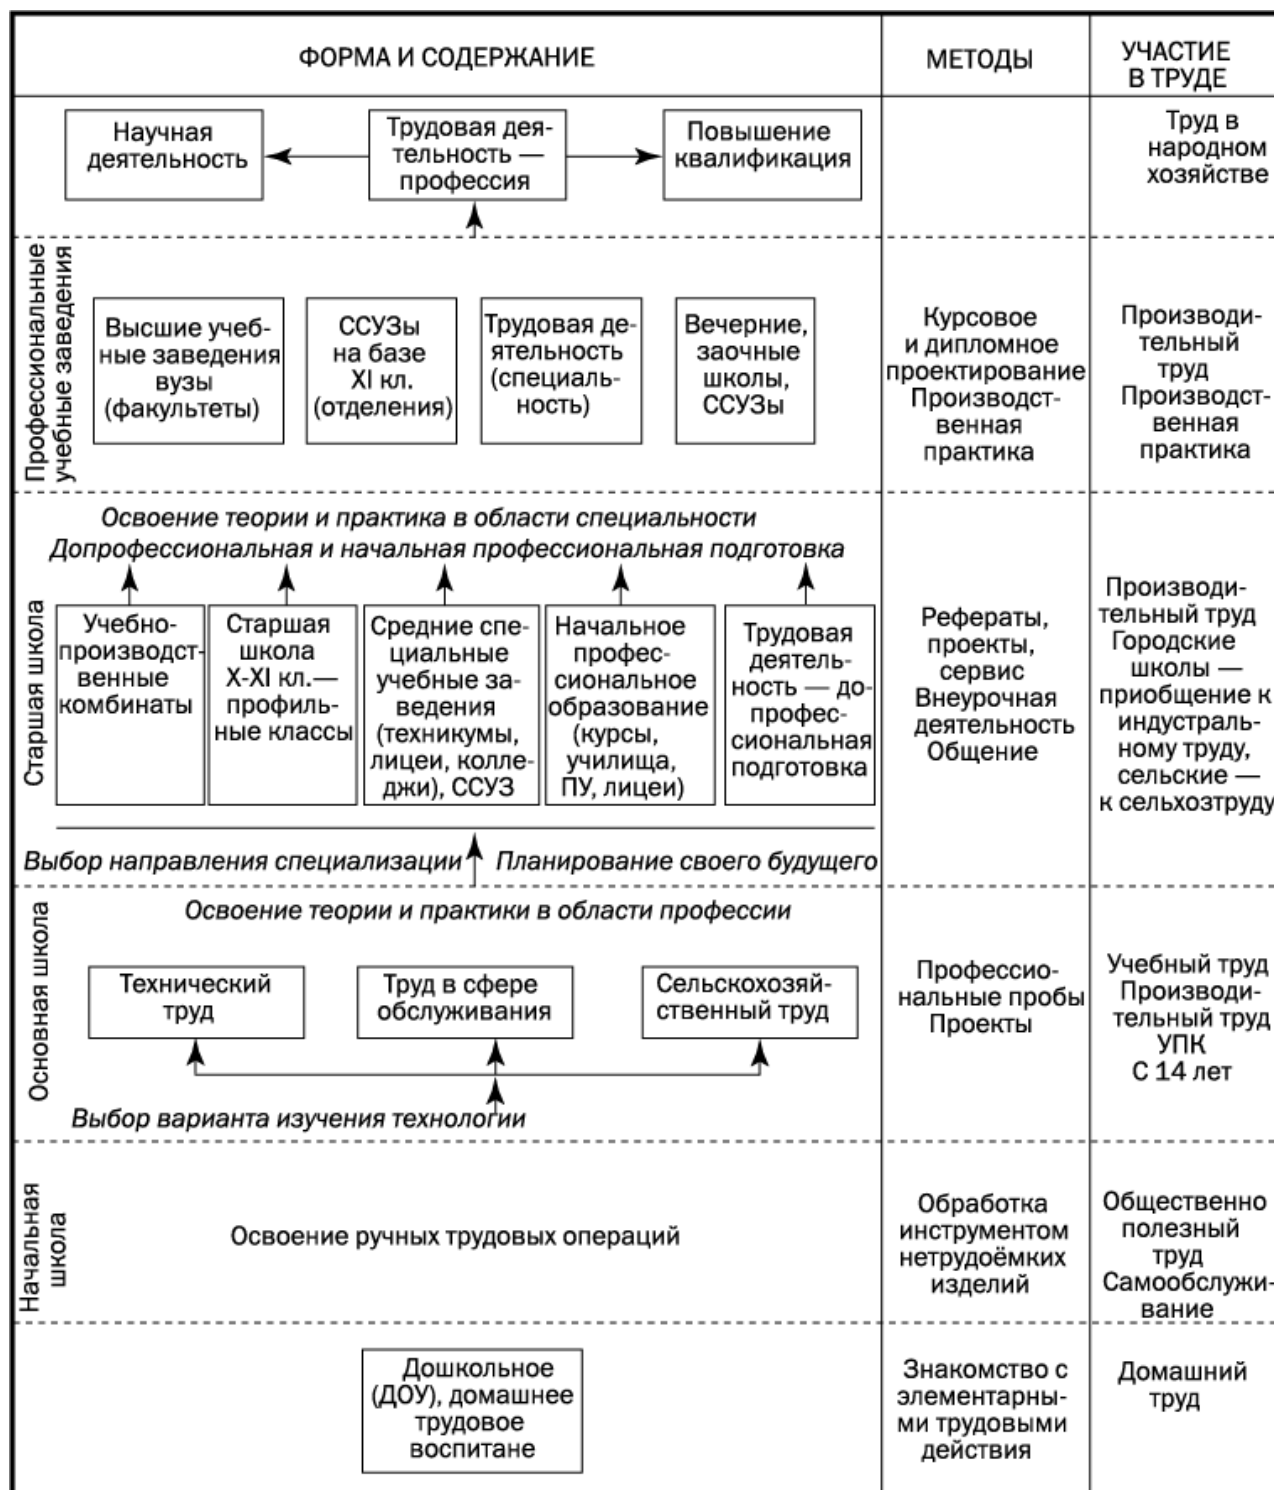 ФОРМА И СОДЕРЖАНИЕ
МЕТОДЫ
УЧАСТИЕ
В ТРУДЕ
Научная
деятельность
Трудовая дея-
тельность —
профессия
Повышение
квалификация
Труд в
народном
хозяйстве
Профессиональные
учебные заведения
Высшие учеб-
ные заведения
вузы
(факультеты)
ССУЗы
на базе
XI кл.
(отделения)
Трудовая де-
ятельность
(специаль-
ность)
Вечерние,
заочные
школы,
ССУЗы
Курсовое
и дипломное
проектирование
Производст-
венная
практика
Производи-
тельный
труд
Производст-
венная
практика
Старшая школа
Освоение теории и практика в области специальности
Допрофессиональная и начальная профессиональная подготовка
Учебно-
производст-
венные
комбинаты
Старшая
школа
X-XI кл.—
профиль-
ные классы
Средние спе-
циальные
учебные за-
ведения
(техникумы,
лицеи, колле-
джи), ССУЗ
Начальное
профес-
сиональное
образование
(курсы,
училища,
ПУ, лицеи)
Трудовая
деятель-
ность — до-
профес-
сиональная
подготовка
Рефераты,
проекты,
сервис
Внеурочная
деятельность
Общение
Производи-
тельный труд
Городские
школы —
приобщение к
индустраль-
ному труду,
сельские —
к сельхозтруду
Выбор направления специализации
Планирование своего будущего
Основная школа
Освоение теории и практики в области профессии
Технический
труд
Труд в сфере
обслуживания
Сельскохозяй-
ственный труд
Выбор варианта изучения технологии
Профессио-
нальные пробы
Проекты
Учебный труд
Производи-
тельный труд
УПК
С 14 лет
Начальная
школа
Освоение ручных трудовых операций
Обработка
инструментом
нетрудоёмких
изделий
Общественно
полезный
труд
Самообслужи-
вание
Дошкольное
(ДОУ), домашнее
трудовое
воспитане
Знакомство с
элементарны-
ми трудовыми
действия
Домашний
труд